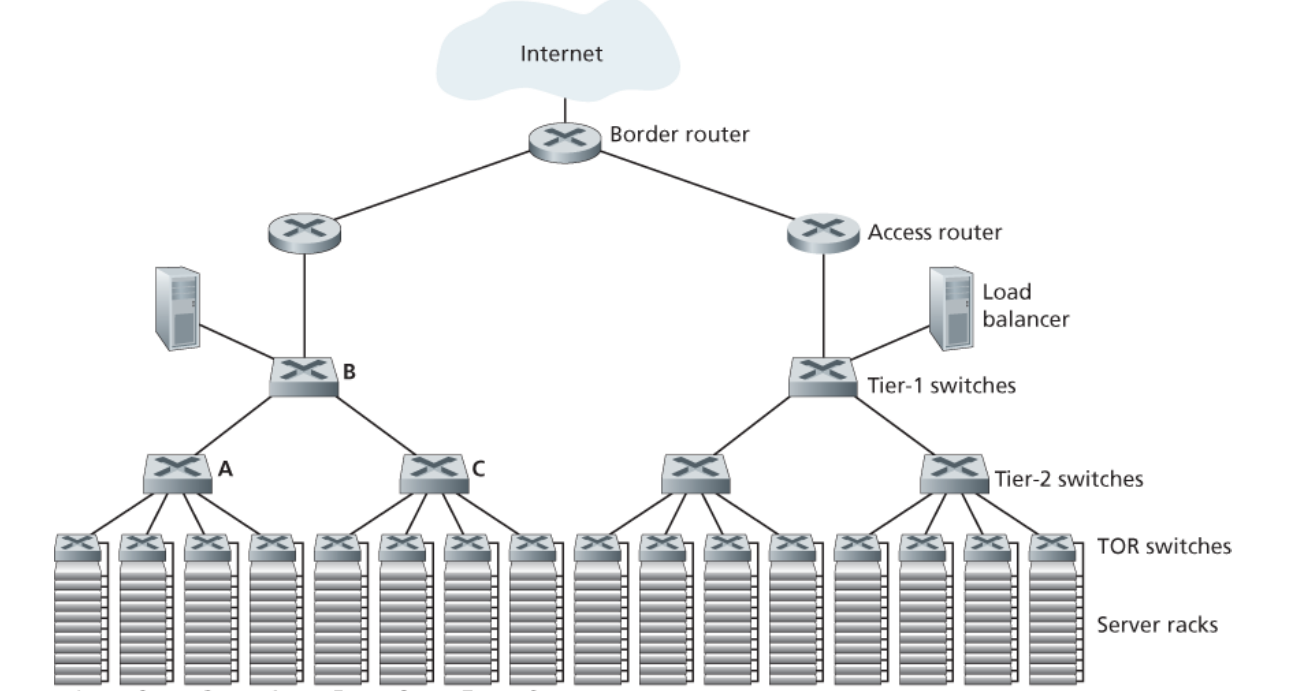 Internet
Border router
Access router
Load
balancer
B
Tier-1 switches
A
C
Tier-2 switches
TOR switches
Server racks